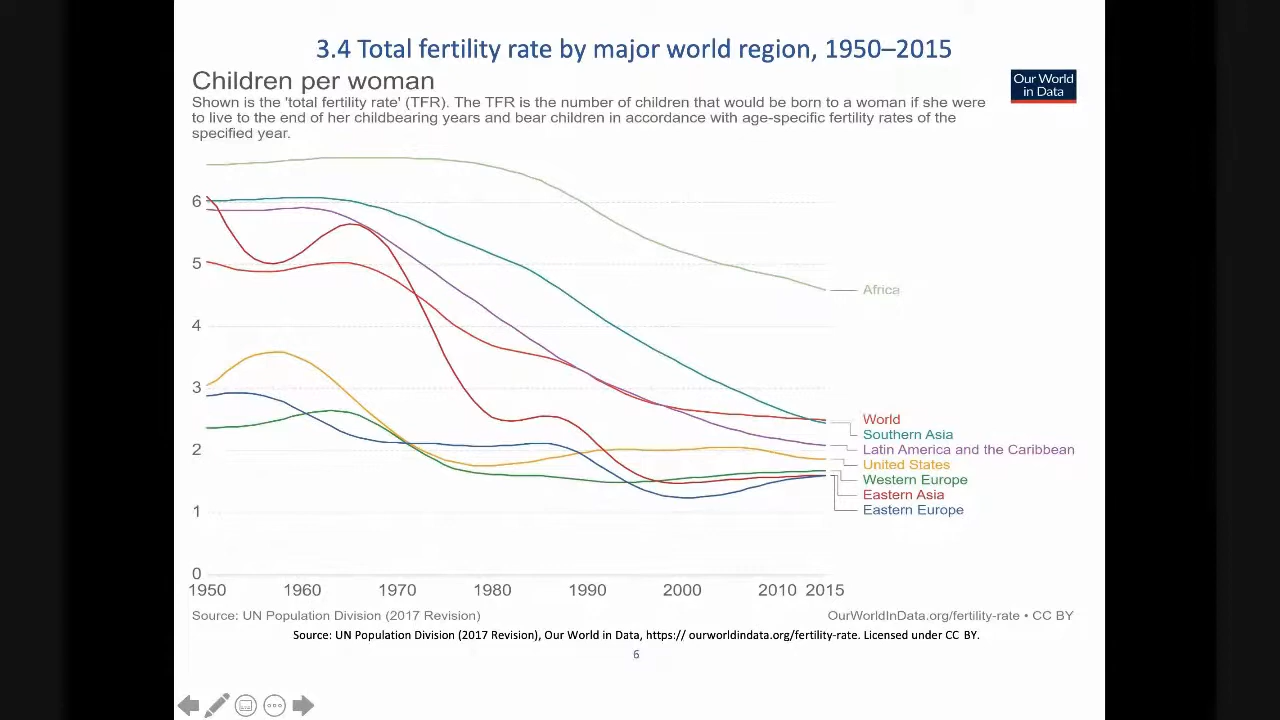 3.4 Total fertility rate by major world region, 1950–2015
Children per woman
Our World
in Data
Shown is the 'total fertility rate' (TFR). The TFR is the number of children that would be born to a woman if she were
to live to the end of her childbearing years and bear children in accordance with age-specific fertility rates of the
specified year.
6
5
4
3
2
1
0
Africa
World
Southern Asia
Latin America and the Caribbean
United States
Western Europe
Eastern Asia
Eastern Europe
1950 1960 1970 1980 1990 2000 2010 2015
Source: UN Population Division (2017 Revision)
OurWorldInData.org/fertility-rate • CC BY
Source: UN Population Division (2017 Revision), Our World in Data, https:// ourworldindata.org/fertility-rate. Licensed under CC BY.
6